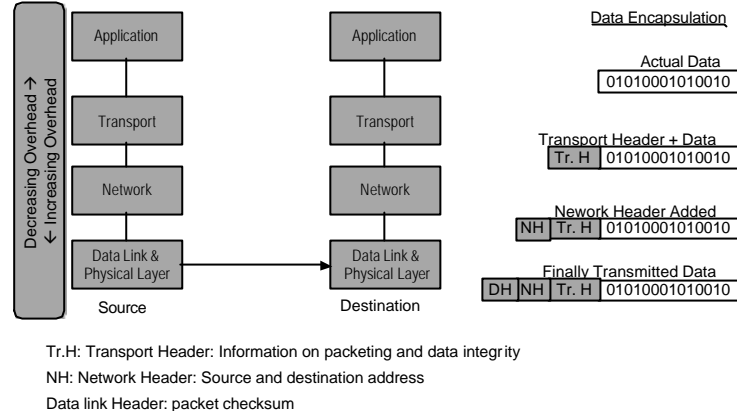 Decreasing Overhead →
← Increasing Overhead
Application
Transport
Network
Data Link &
Physical Layer
Source
Application
Transport
Network
Data Link &
Physical Layer
Destination
Data Encapsulation
Actual Data
01010001010010
Transport Header + Data
Tr. H 01010001010010
Nework Header Added
NH Tr. H 01010001010010
Finally Transmitted Data
DH NH Tr. H 01010001010010
Tr.H: Transport Header: Information on packeting and data integrity
NH: Network Header: Source and destination address
Data link Header: packet checksum